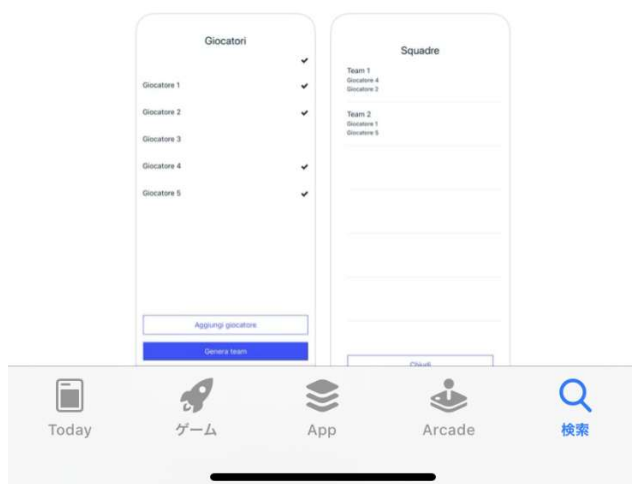 Giocatori
Giocatore 1
Giocatore 2
Giocatore 3
Giocatore 4
Giocatore 5
Aggiungi giocatore
Genera team
Squadre
Team 1
Giocatore 4
Giocatore 2
Team 2
Giocatore 1
Giocatore 5
Chiudi
Today
ゲーム
App
Arcade
検索